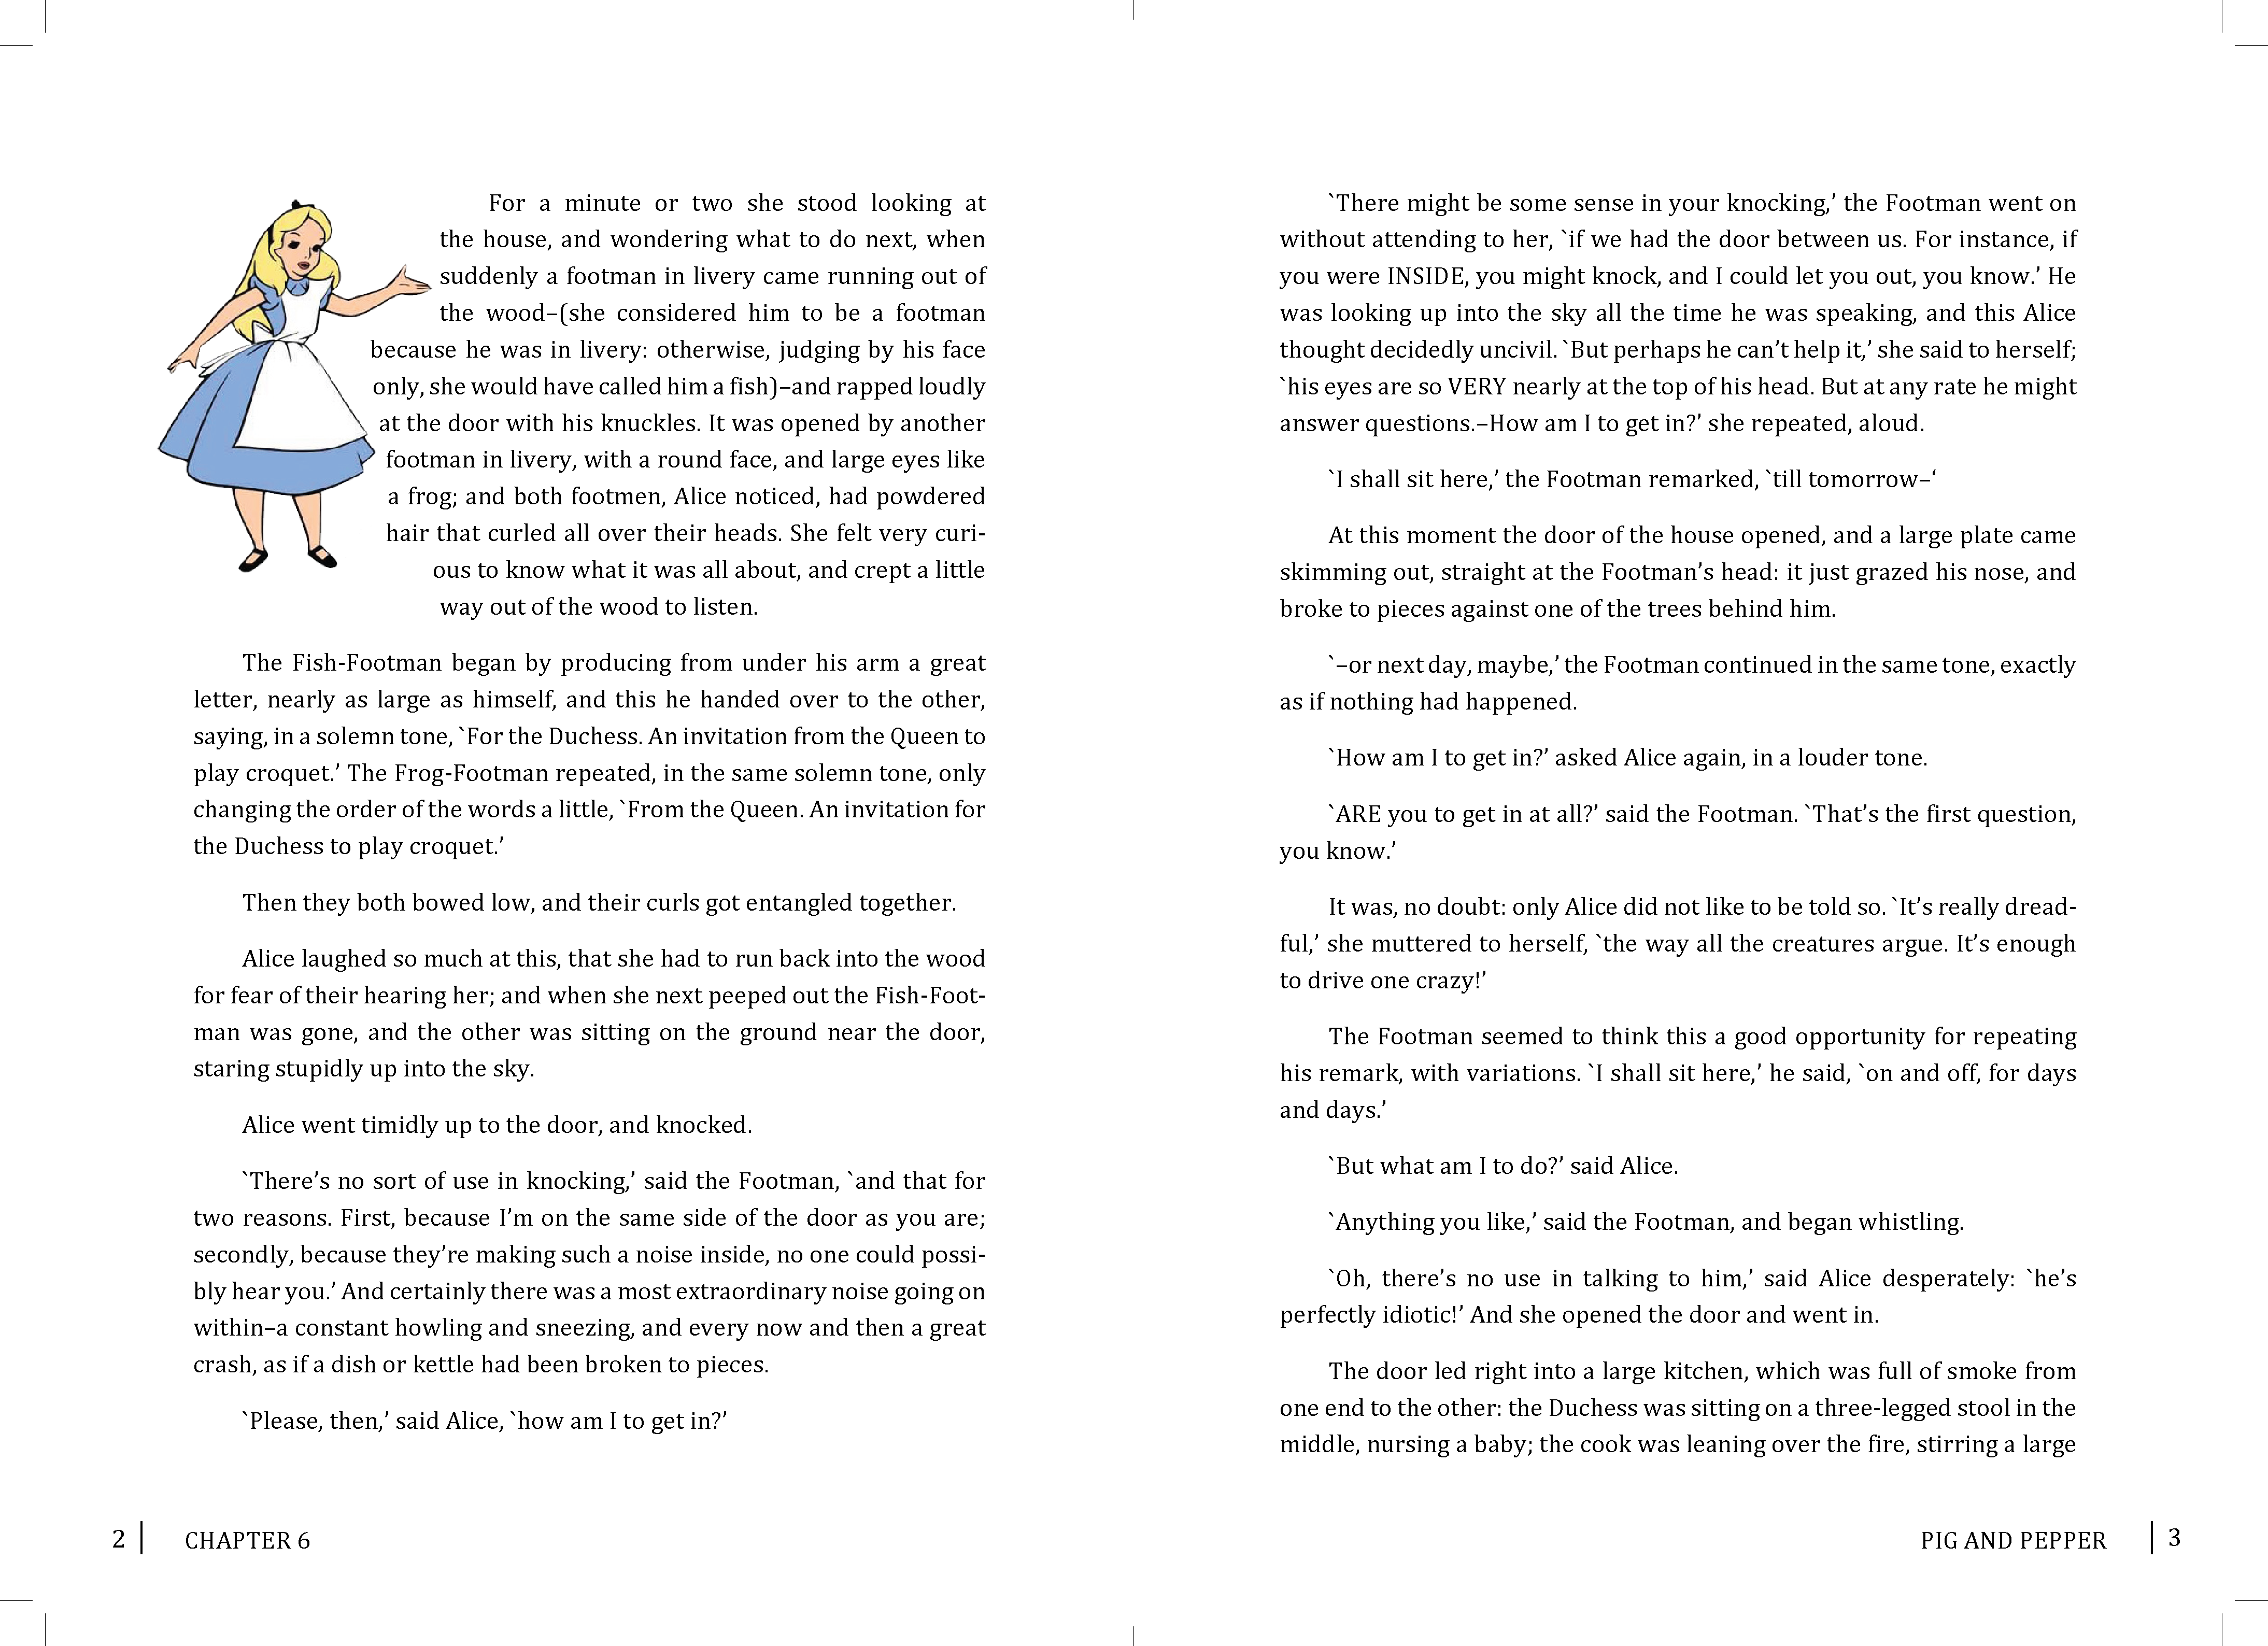 For a minute or two she stood looking at
the house, and wondering what to do next, when
suddenly a footman in livery came running out of
the wood–(she considered him to be a footman
because he was in livery: otherwise, judging by his face
only, she would have called him a fish)–and rapped loudly
at the door with his knuckles. It was opened by another
footman in livery, with a round face, and large eyes like
a frog; and both footmen, Alice noticed, had powdered
hair that curled all over their heads. She felt very curi-
ous to know what it was all about, and crept a little
way out of the wood to listen.
The Fish-Footman began by producing from under his arm a great
letter, nearly as large as himself, and this he handed over to the other,
saying, in a solemn tone, `For the Duchess. An invitation from the Queen to
play croquet.’ The Frog-Footman repeated, in the same solemn tone, only
changing the order of the words a little, `From the Queen. An invitation for
the Duchess to play croquet.’
Then they both bowed low, and their curls got entangled together.
Alice laughed so much at this, that she had to run back into the wood
for fear of their hearing her; and when she next peeped out the Fish-Foot-
man was gone, and the other was sitting on the ground near the door,
staring stupidly up into the sky.
Alice went timidly up to the door, and knocked.
`There’s no sort of use in knocking,’ said the Footman, `and that for
two reasons. First, because I’m on the same side of the door as you are;
secondly, because they’re making such a noise inside, no one could possi-
bly hear you.’ And certainly there was a most extraordinary noise going on
within–a constant howling and sneezing, and every now and then a great
crash, as if a dish or kettle had been broken to pieces.
`Please, then,’ said Alice, `how am I to get in?’
2 | CHAPTER 6
`There might be some sense in your knocking,’ the Footman went on
without attending to her, `if we had the door between us. For instance, if
you were INSIDE, you might knock, and I could let you out, you know.’ He
was looking up into the sky all the time he was speaking, and this Alice
thought decidedly uncivil. `But perhaps he can’t help it,’ she said to herself;
`his eyes are so VERY nearly at the top of his head. But at any rate he might
answer questions.–How am I to get in?’ she repeated, aloud.
`I shall sit here,’ the Footman remarked, `till tomorrow–‘
At this moment the door of the house opened, and a large plate came
skimming out, straight at the Footman’s head: it just grazed his nose, and
broke to pieces against one of the trees behind him.
`–or next day, maybe,’ the Footman continued in the same tone, exactly
as if nothing had happened.
`How am I to get in?’ asked Alice again, in a louder tone.
`ARE you to get in at all?’ said the Footman. `That’s the first question,
you know.’
It was, no doubt: only Alice did not like to be told so. `It’s really dread-
ful,’ she muttered to herself, `the way all the creatures argue. It’s enough
to drive one crazy!’
The Footman seemed to think this a good opportunity for repeating
his remark, with variations. `I shall sit here,’ he said, `on and off, for days
and days.’
`But what am I to do?’ said Alice.
`Anything you like,’ said the Footman, and began whistling.
`Oh, there’s no use in talking to him,’ said Alice desperately: `he’s
perfectly idiotic!’ And she opened the door and went in.
The door led right into a large kitchen, which was full of smoke from
one end to the other: the Duchess was sitting on a three-legged stool in the
middle, nursing a baby; the cook was leaning over the fire, stirring a large
PIG AND PEPPER | 3